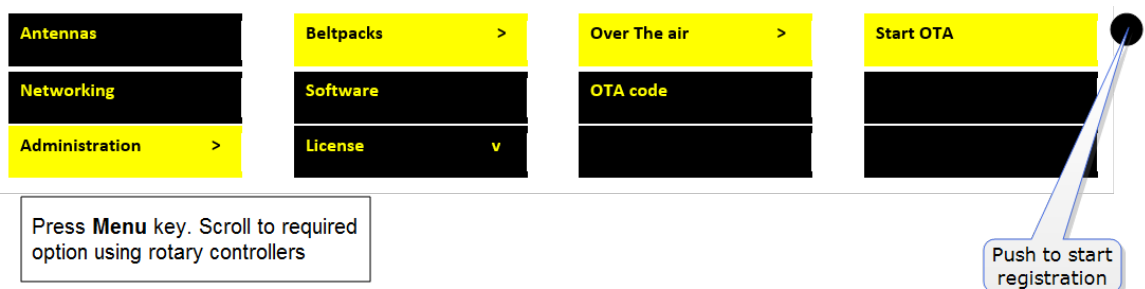 Antennas
Networking
Administration >
Beltpacks >
Software
License v
Over The air >
OTA code
Start OTA
Press Menu key. Scroll to required
option using rotary controllers
Push to start
registration